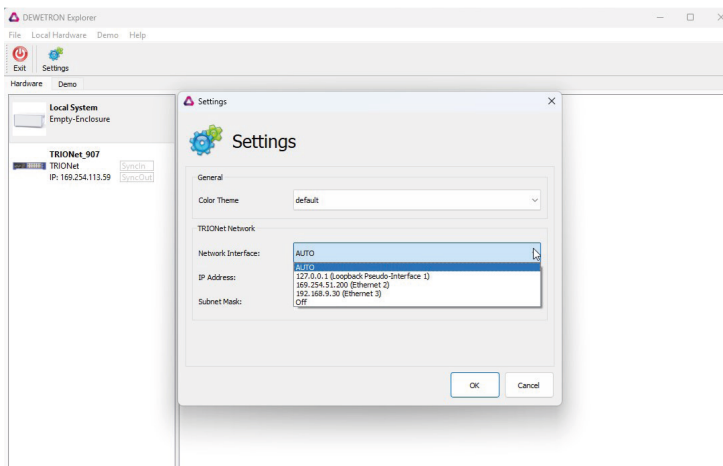 DEWETRON Explorer
File Local Hardware Demo Help
Exit Settings
Hardware Demo
Local System
Empty-Enclosure
TRIONet_907
TRIONet SyncIn
IP: 169.254.113.59 SyncOut
Settings
Settings
General
Color Theme default
TRIONet Network
Network Interface: AUTO
AUTO
127.0.0.1 (Loopback Pseudo-Interface 1)
IP Address:
169.254.51.200 (Ethernet 2)
192.168.9.30 (Ethernet 3)
Subnet Mask: Off
OK Cancel